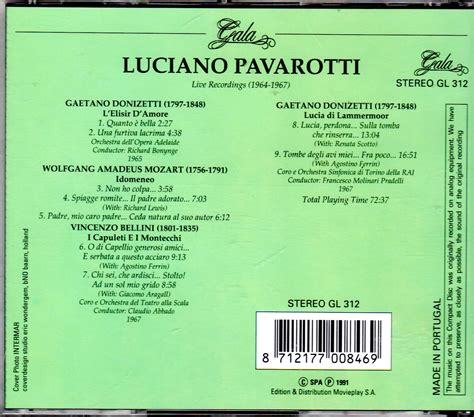 Gala
LUCIANO PAVAROTTI
Live Recordings (1964-1967)
Gala
STEREO GL 312
GAETANO DONIZETTI (1797-1848)
L'Elisir D'Amore
1. Quanto è bella 2:27
2. Una furtiva lacrima 4:38
Orchestra dell'Opera Adelaide
Conductor: Richard Bonynge
1965
WOLFGANG AMADEUS MOZART (1756-1791)
Idomeneo
3. Non ho colpa... 3:58
4. Spiagge romite... Il padre adorato... 7:03
(With: Richard Lewis)
5. Padre, mio caro padre... Ceda natura al suo autor 6:12
VINCENZO BELLINI (1801-1835)
I Capuleti E I Montecchi
6. O di Capellio generosi amici...
E serbata a questo acciaro 9:13
(With: Agostino Ferrin)
7. Chi sei, che ardisci... Stolto!
Ad un sol mio grido 8:58
(With: Giacomo Aragall)
Coro e Orchestra del Teatro alla Scala
Conductor: Claudio Abbado
1967
GAETANO DONIZETTI (1797-1848)
Lucia di Lammermoor
8. Lucia, perdona... Sulla tomba
che rinserra... 13:09
(With: Renata Scotto)
9. Tombe degli avi miei... Fra poco... 16:51
(With Agostino Ferrin)
Coro e Orchestra Sinfonica di Torino della RAI
Conductor: Francesco Molinari Pradelli
1967
Total Playing Time 72:37
STEREO GL 312
8 712177 008469
© SPA ℗ 1991
Edition & Distribution Movieplay S.A.
Cover Photo INTERMAR
coverdesign studio eric wondergem, bNO baarn, holland
MADE IN PORTUGAL
The music on this Compact Disc was originally recorded on analog equipment. We have
attempted to preserve, as closely as possible, the sound of the original recording